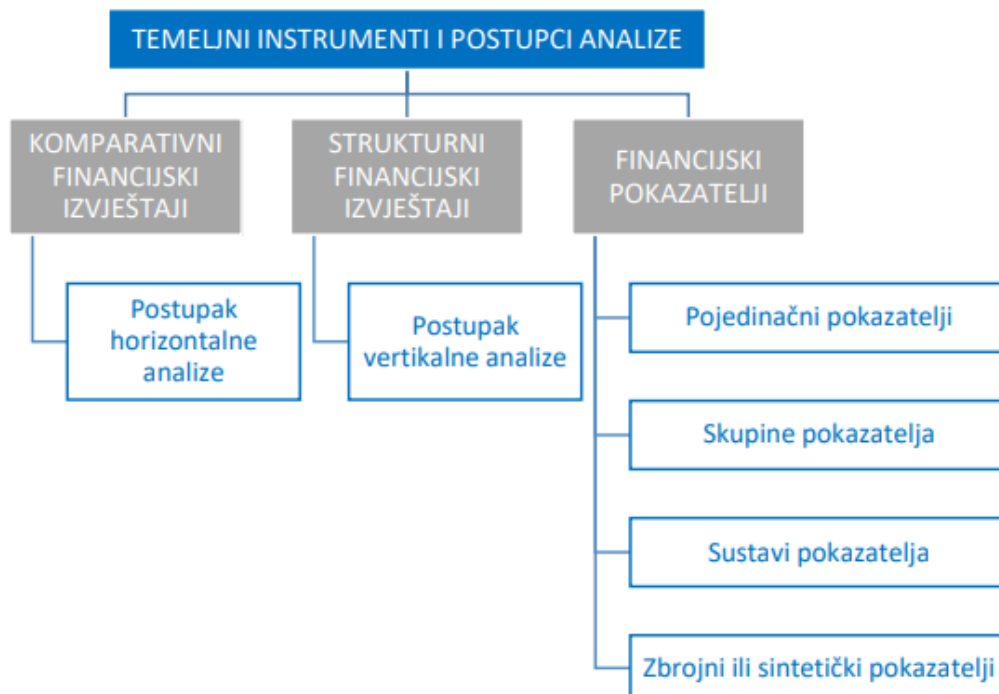 TEMELJNI INSTRUMENTI I POSTUPCI ANALIZE
KOMPARATIVNI
FINANCIJSKI
IZVJEŠTAJI
STRUKTURNI
FINANCIJSKI
IZVJEŠTAJI
FINANCIJSKI
POKAZATELJI
Postupak
horizontalne
analize
Postupak
vertikalne analize
Pojedinačni pokazatelji
Skupine pokazatelja
Sustavi pokazatelja
Zbrojni ili sintetički pokazatelji